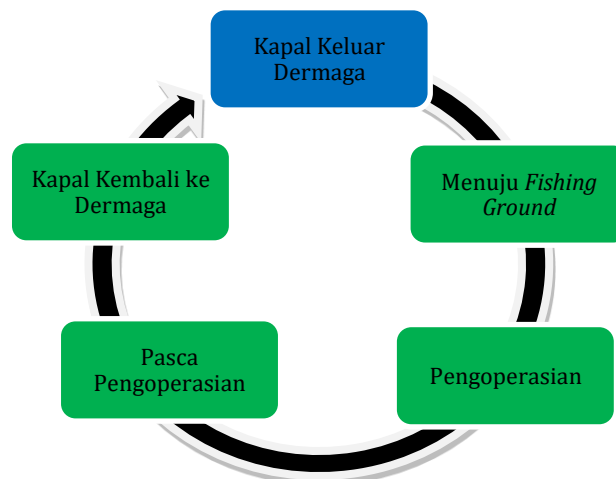 Kapal Keluar
Dermaga
Menuju Fishing
Ground
Pengoperasian
Pasca
Pengoperasian
Kapal Kembali ke
Dermaga